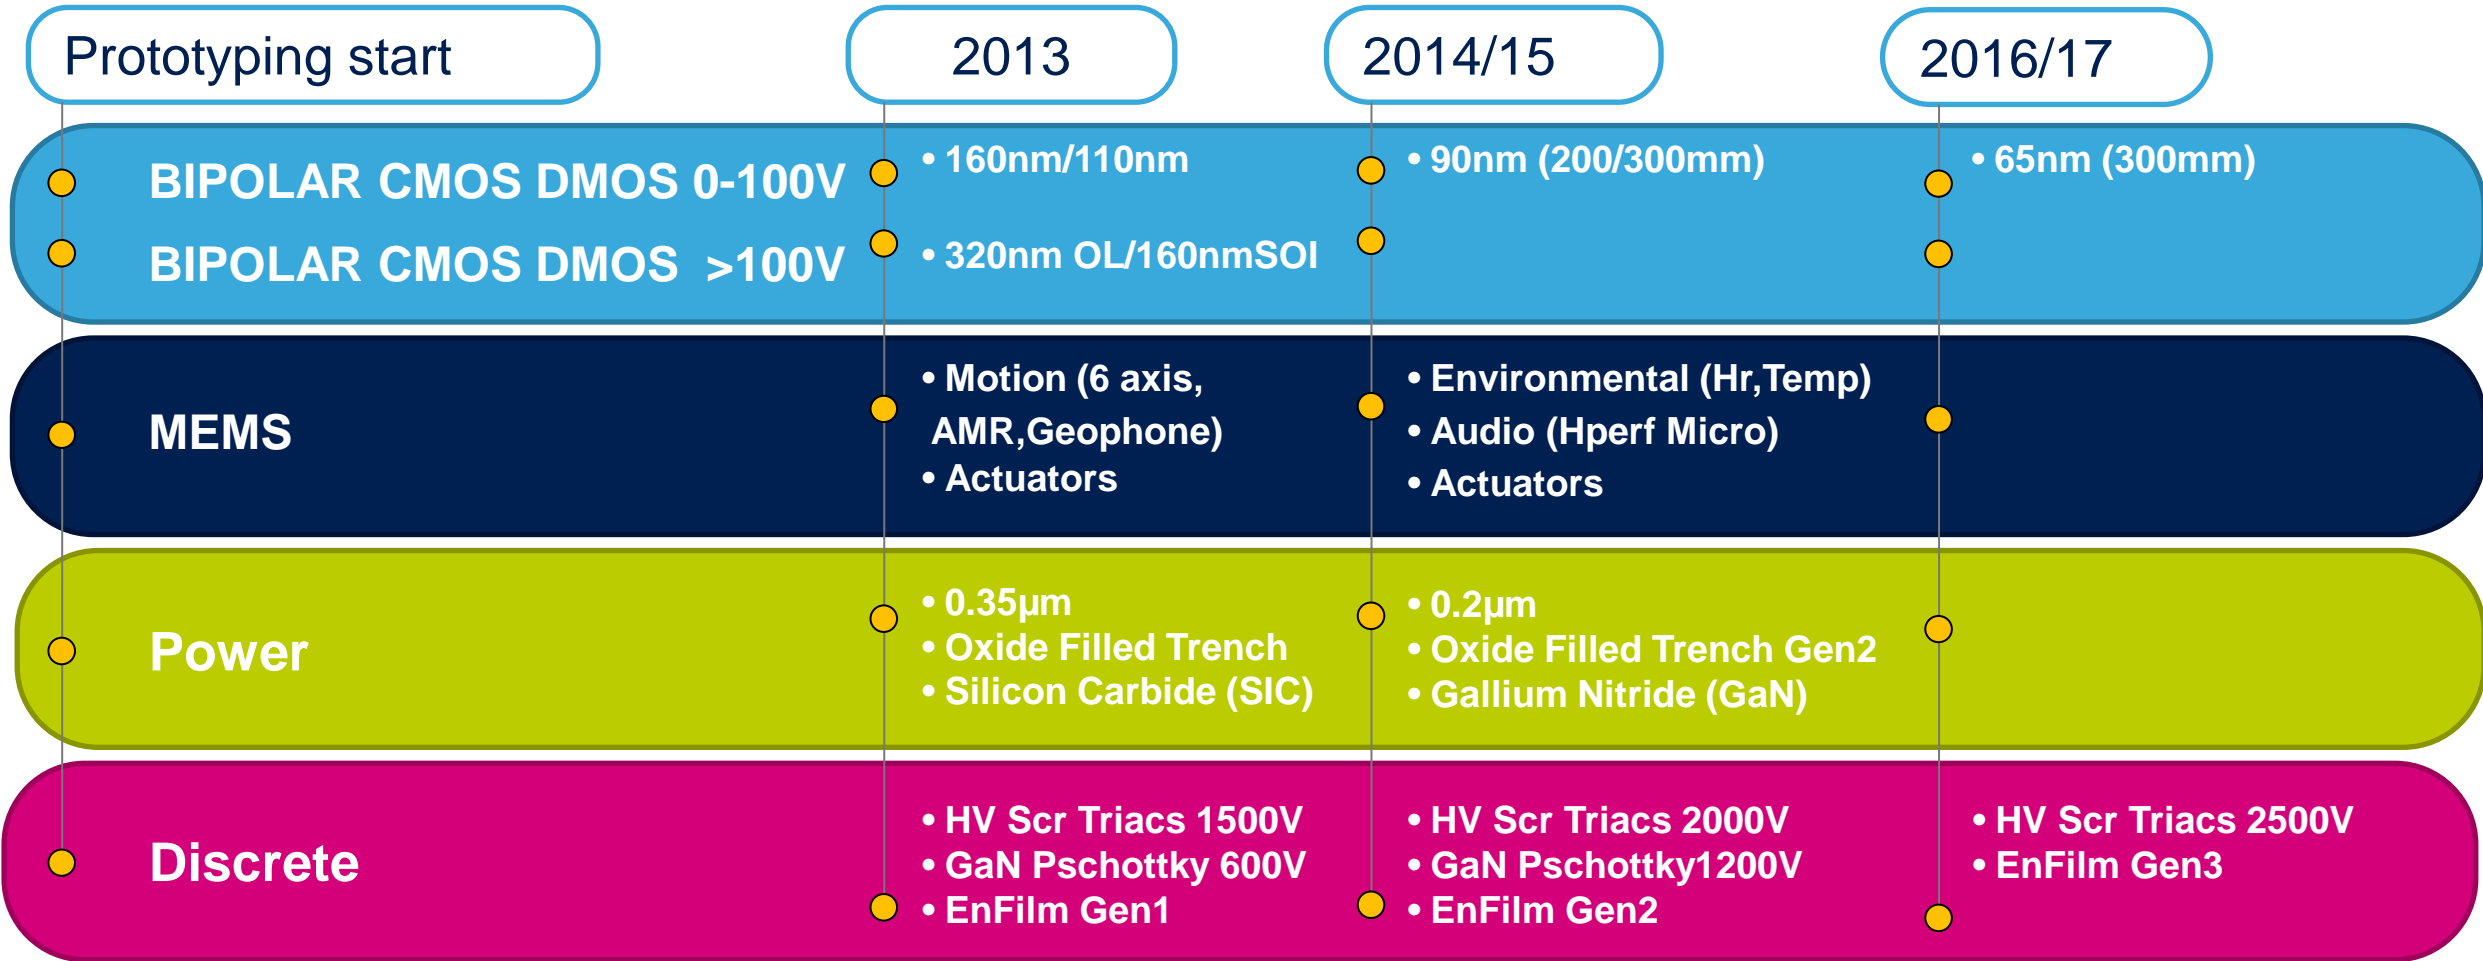 Prototyping start
2013
2014/15
2016/17
BIPOLAR CMOS DMOS 0-100V
• 160nm/110nm
• 90nm (200/300mm)
• 65nm (300mm)
BIPOLAR CMOS DMOS >100V
• 320nm OL/160nmSOI
MEMS
• Motion (6 axis,
AMR,Geophone)
• Actuators
• Environmental (Hr,Temp)
• Audio (Hperf Micro)
• Actuators
Power
• 0.35µm
• Oxide Filled Trench
• Silicon Carbide (SIC)
• 0.2µm
• Oxide Filled Trench Gen2
• Gallium Nitride (GaN)
Discrete
• HV Scr Triacs 1500V
• GaN Pschottky 600V
• EnFilm Gen1
• HV Scr Triacs 2000V
• GaN Pschottky1200V
• EnFilm Gen2
• HV Scr Triacs 2500V
• EnFilm Gen3